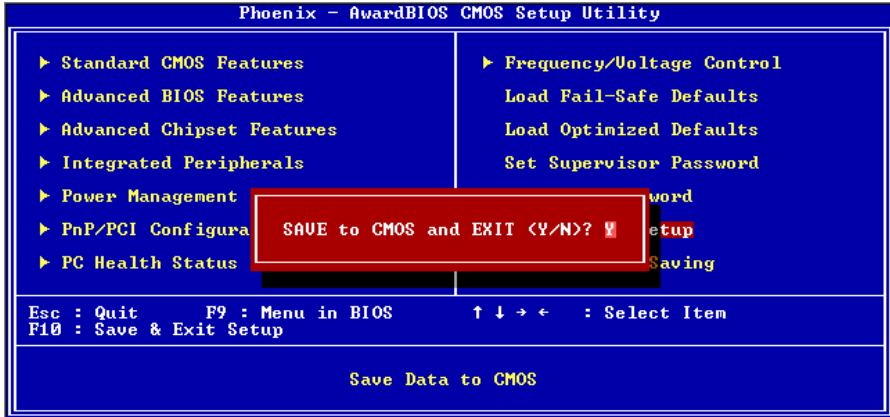 Phoenix - AwardBIOS CMOS Setup Utility
Standard CMOS Features
Advanced BIOS Features
Advanced Chipset Features
Integrated Peripherals
Power Management
PnP/PCI Configura
PC Health Status
Frequency/Voltage Control
Load Fail-Safe Defaults
Load Optimized Defaults
Set Supervisor Password
word
etup
Saving
SAVE to CMOS and EXIT (Y/N)? Y
Esc : Quit F9 : Menu in BIOS ↑ ↓ → ← : Select Item
F10 : Save & Exit Setup
Save Data to CMOS